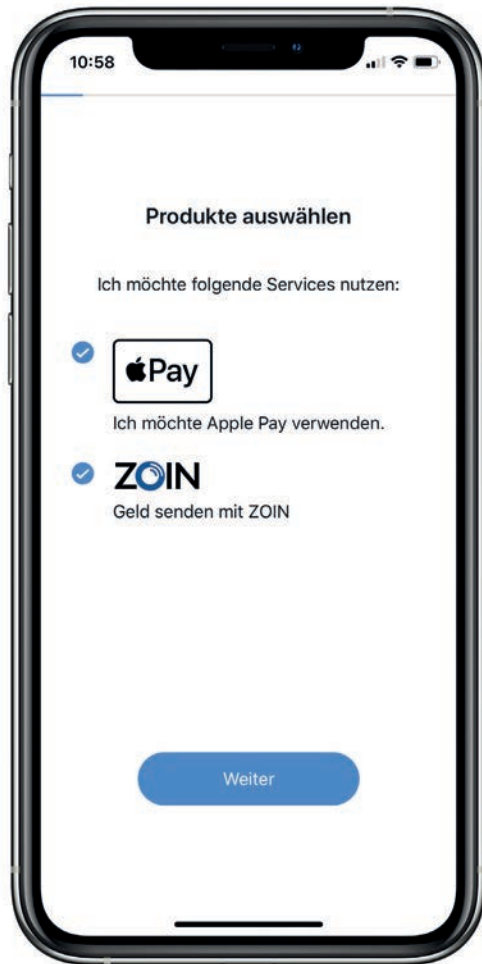 10:58
Produkte auswählen
Ich möchte folgende Services nutzen:
Pay
Ich möchte Apple Pay verwenden.
ZOIN
Geld senden mit ZOIN
Weiter